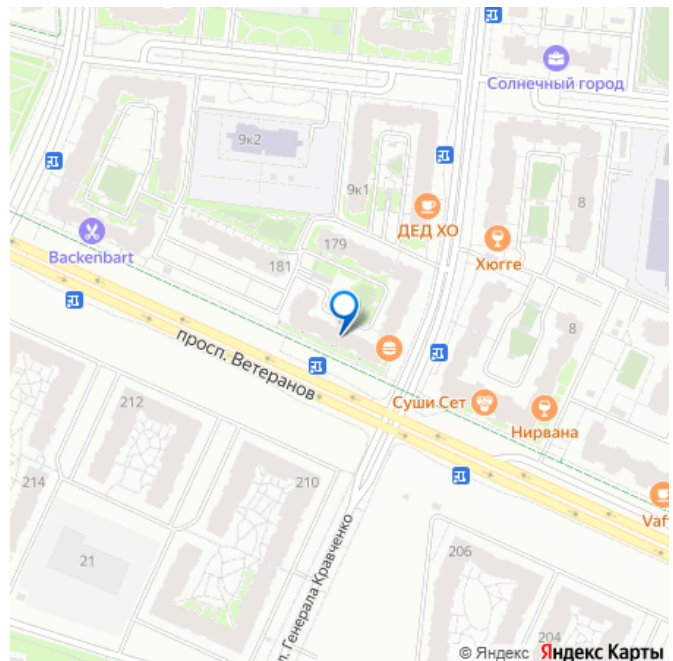 Солнечный город
9к2
9к1
8
ДЕД ХО
Хюгге
Backenbart
179
181
просп. Ветеранов
8
Суши Сет
Нирвана
212
214
210
Vaf
21
л. Генерала Кравченко
206
204
© Яндекс Яндекс Карты